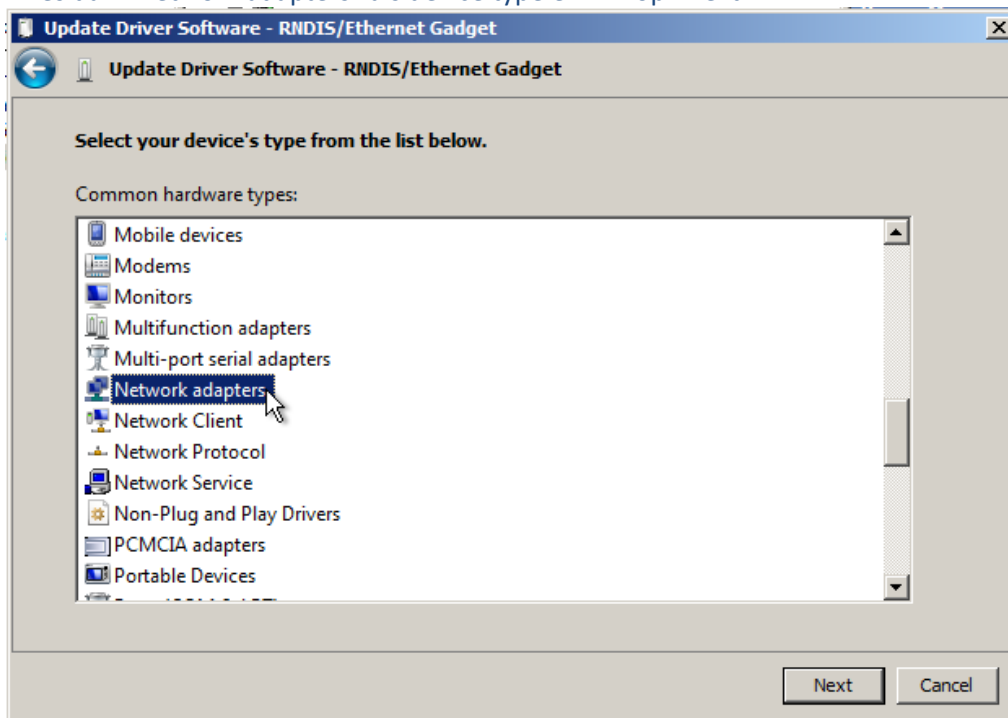 Update Driver Software - RNDIS/Ethernet Gadget
Update Driver Software - RNDIS/Ethernet Gadget
Select your device's type from the list below.
Common hardware types:
Mobile devices
Modems
Monitors
Multifunction adapters
Multi-port serial adapters
Network adapters
Network Client
Network Protocol
Network Service
Non-Plug and Play Drivers
PCMCIA adapters
Portable Devices
Next
Cancel